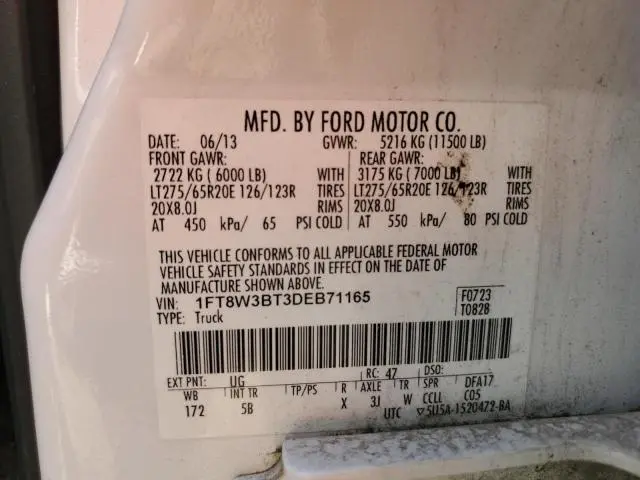 MFD. BY FORD MOTOR CO.
DATE: 06/13 GVWR: 5216 KG (11500 LB)
FRONT GAWR: REAR GAWR:
2722 KG ( 6000 LB) WITH 3175 KG ( 7000 LB) WITH
LT275/65R20E 126/123R TIRES LT275/65R20E 126/123R TIRES
20X8.0J RIMS 20X8.0J RIMS
AT 450 kPa/ 65 PSI COLD AT 550 kPa/ 80 PSI COLD
THIS VEHICLE CONFORMS TO ALL APPLICABLE FEDERAL MOTOR
VEHICLE SAFETY STANDARDS IN EFFECT ON THE DATE OF
MANUFACTURE SHOWN ABOVE.
VIN: 1FT8W3BT3DEB71165 F0723
TYPE: Truck T0828
EXT PNT: UG RC: 47 DSO:
WB INT TR TP/PS R AXLE TR SPR DFA17
172 5B X 3J W CCLL C05
UTC ▽5U5A-1520472-BA